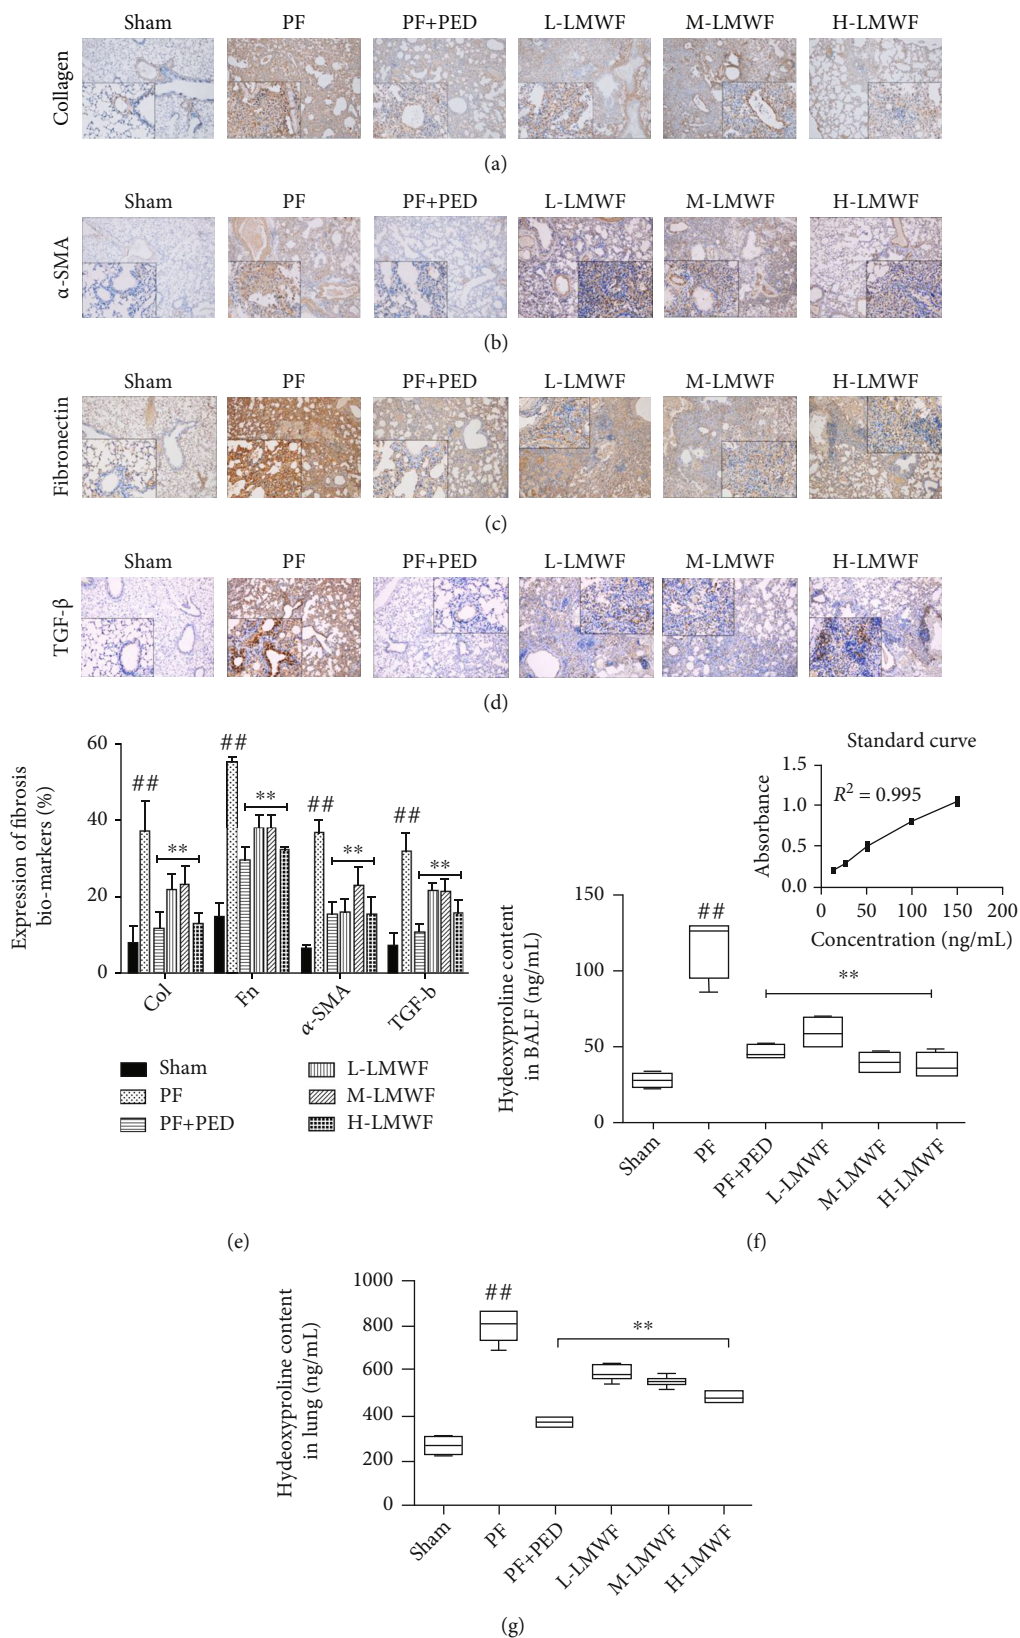 Sham PF PF+PED L-LMWF M-LMWF H-LMWF
Collagen
(a)
Sham PF PF+PED L-LMWF M-LMWF H-LMWF
α-SMA
(b)
Sham PF PF+PED L-LMWF M-LMWF H-LMWF
Fibronectin
(c)
Sham PF PF+PED L-LMWF M-LMWF H-LMWF
TGF-β
(d)
Expression of fibrosis
bio-markers (%)
60
40
20
0
## ** ## ** ## ** ## **
Col Fn α-SMA TGF-b
Sham L-LMWF
PF M-LMWF
PF+PED H-LMWF
(e)
Standard curve
Absorbance
1.5
1.0
0.5
0.0
R² = 0.995
0 50 100 150 200
Concentration (ng/mL)
Hydeoxyproline content
in BALF (ng/mL)
150
100
50
0
## **
Sham PF PF+PED L-LMWF M-LMWF H-LMWF
(f)
Hydeoxyproline content
in lung (ng/mL)
1000
800
600
400
200
0
## **
Sham PF PF+PED L-LMWF M-LMWF H-LMWF
(g)